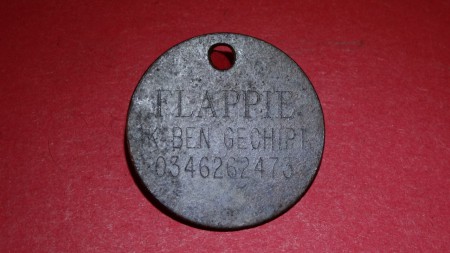 FLAPPIE
IK BEN GECHIPT
0346262473